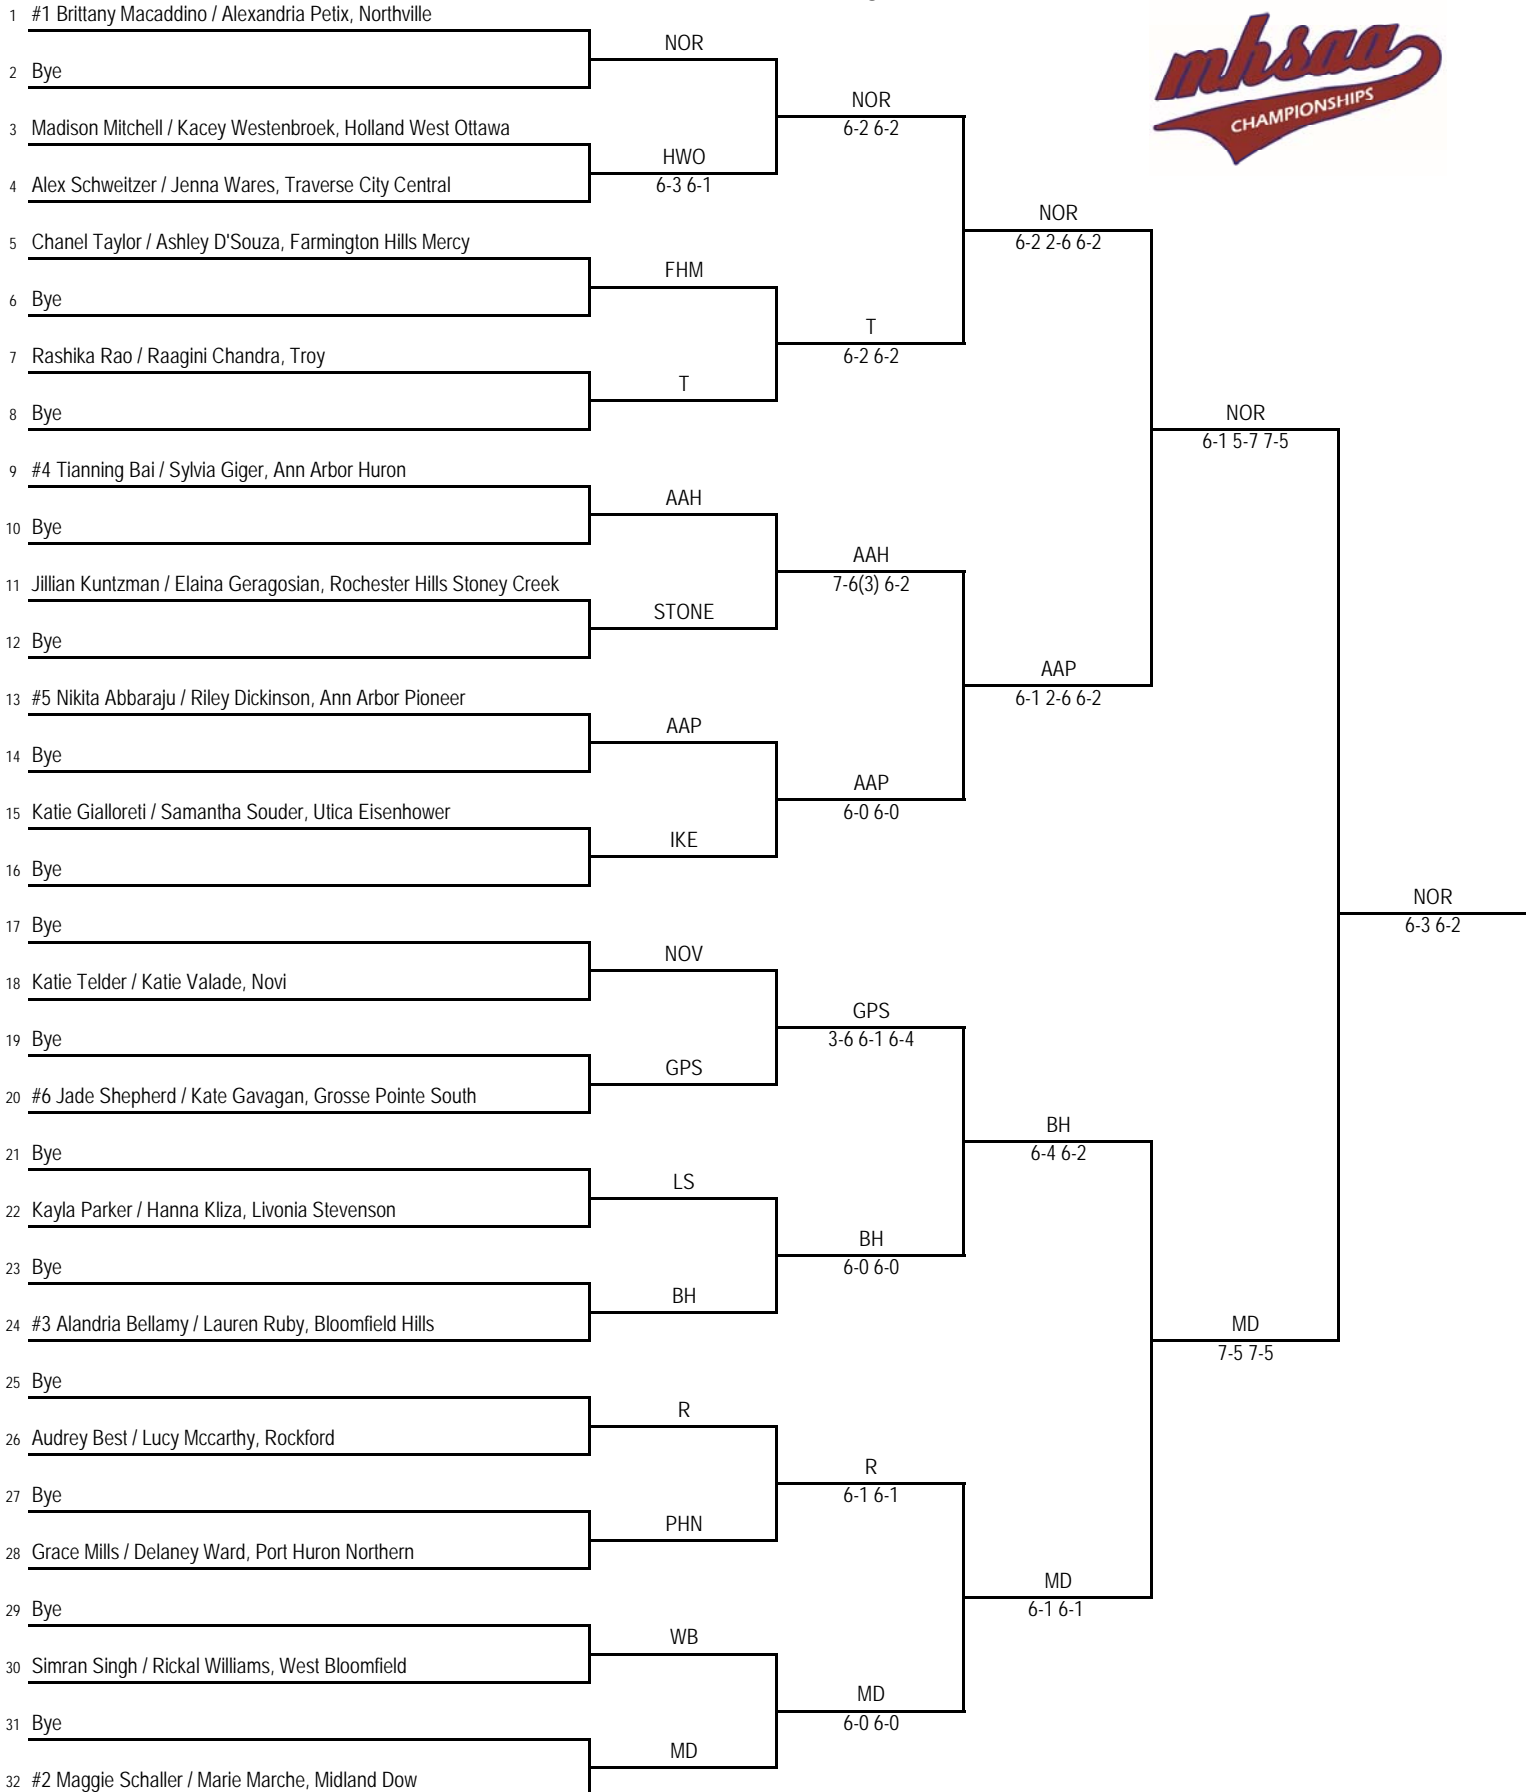 1 #1 Brittany Macaddino / Alexandria Petix, Northville
2 Bye
3 Madison Mitchell / Kacey Westenbroek, Holland West Ottawa
4 Alex Schweitzer / Jenna Wares, Traverse City Central
5 Chanel Taylor / Ashley D'Souza, Farmington Hills Mercy
6 Bye
7 Rashika Rao / Raagini Chandra, Troy
8 Bye
9 #4 Tianning Bai / Sylvia Giger, Ann Arbor Huron
10 Bye
11 Jillian Kuntzman / Elaina Geragosian, Rochester Hills Stoney Creek
12 Bye
13 #5 Nikita Abbaraju / Riley Dickinson, Ann Arbor Pioneer
14 Bye
15 Katie Gialloreti / Samantha Souder, Utica Eisenhower
16 Bye
17 Bye
18 Katie Telder / Katie Valade, Novi
19 Bye
20 #6 Jade Shepherd / Kate Gavagan, Grosse Pointe South
21 Bye
22 Kayla Parker / Hanna Kliza, Livonia Stevenson
23 Bye
24 #3 Alandria Bellamy / Lauren Ruby, Bloomfield Hills
25 Bye
26 Audrey Best / Lucy Mccarthy, Rockford
27 Bye
28 Grace Mills / Delaney Ward, Port Huron Northern
29 Bye
30 Simran Singh / Rickal Williams, West Bloomfield
31 Bye
32 #2 Maggie Schaller / Marie Marche, Midland Dow
NOR
HWO
6-3 6-1
FHM
T
AAH
STONE
AAP
IKE
NOV
GPS
LS
BH
R
PHN
WB
MD
NOR
6-2 6-2
T
6-2 6-2
AAH
7-6(3) 6-2
AAP
6-0 6-0
GPS
3-6 6-1 6-4
BH
6-0 6-0
R
6-1 6-1
MD
6-0 6-0
NOR
6-2 2-6 6-2
AAP
6-1 2-6 6-2
BH
6-4 6-2
MD
6-1 6-1
NOR
6-1 5-7 7-5
MD
7-5 7-5
NOR
6-3 6-2
mhsaa
CHAMPIONSHIPS